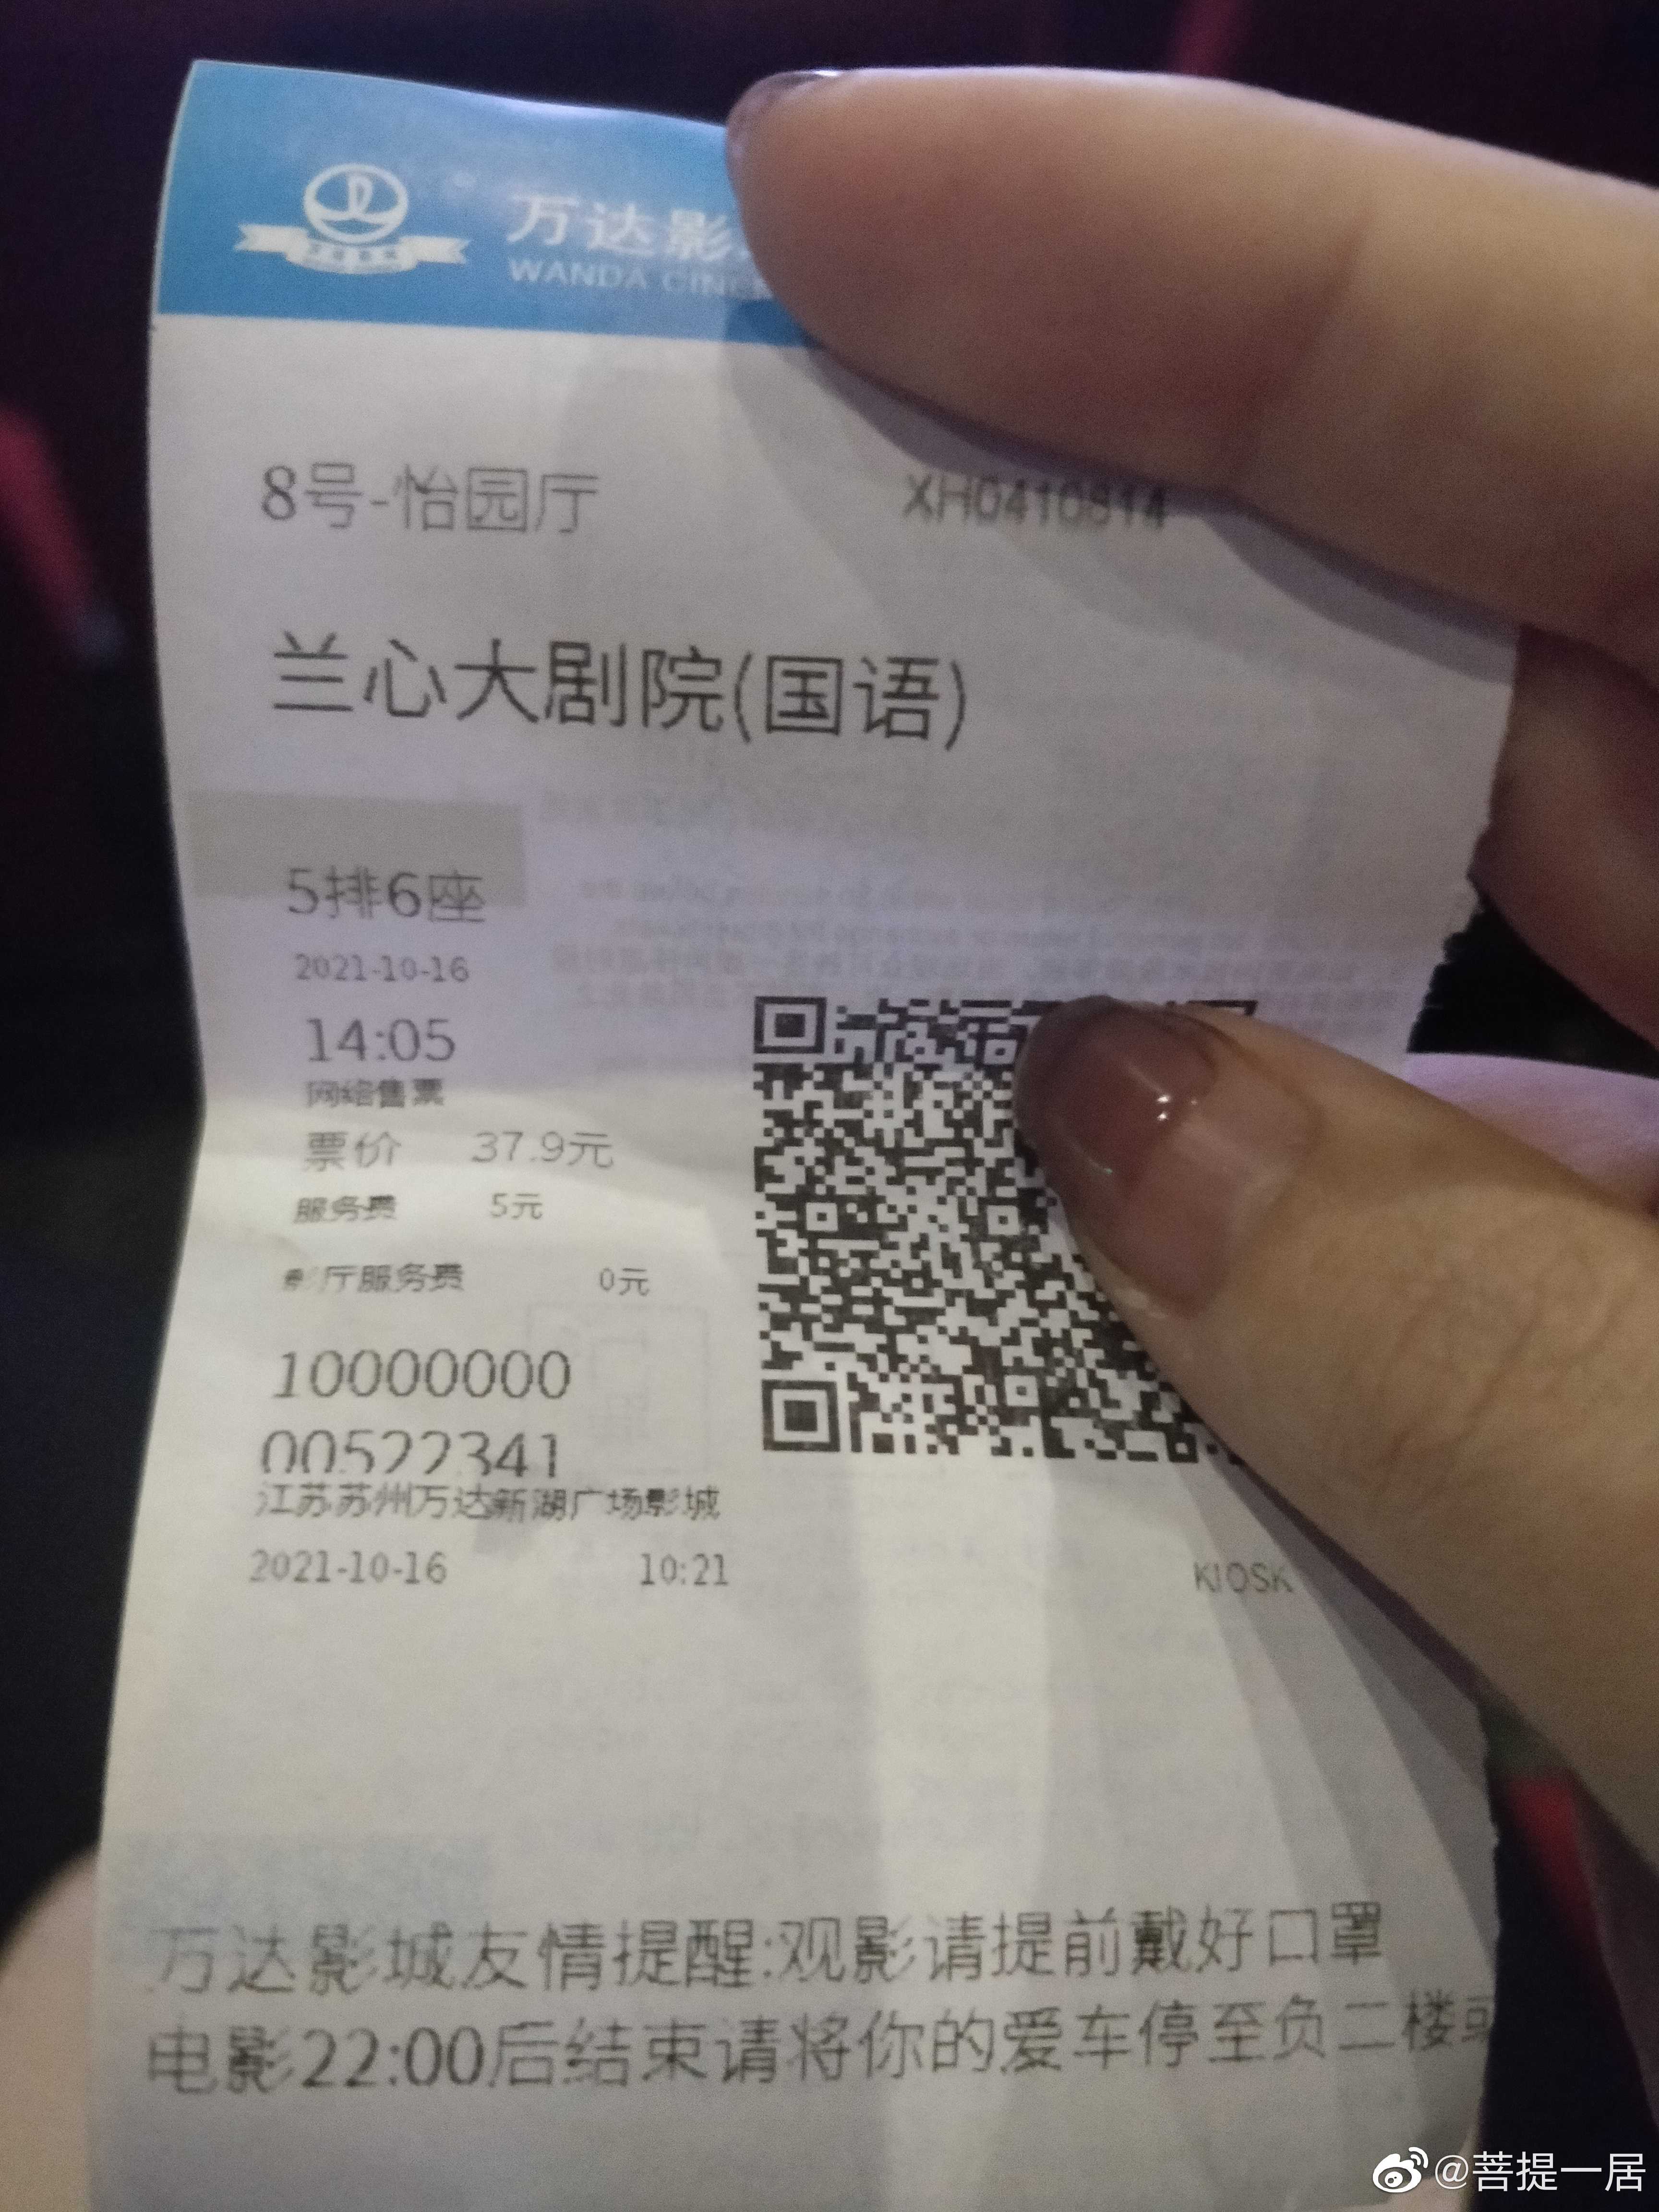 万达影
WANDA CINE
8号-怡园厅 XH0410814
兰心大剧院(国语)
5排6座
2021-10-16
14:05
网络售票
票价 37.9元
服务费 5元
影厅服务费 0元
10000000
00522341
江苏苏州万达新湖广场影城
2021-10-16 10:21 KIOSK
万达影城友情提醒:观影请提前戴好口罩
电影22:00后结束请将你的爱车停至负二楼或
@菩提一居